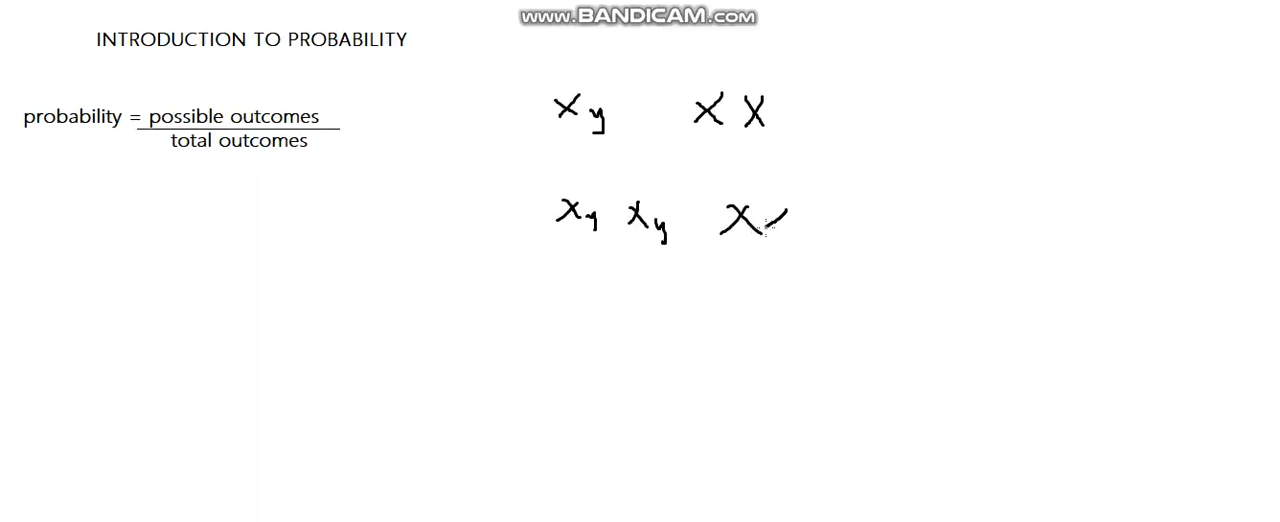 www.BANDICAM.com
INTRODUCTION TO PROBABILITY
probability = possible outcomes
total outcomes
Xy XX
Xy Xy X